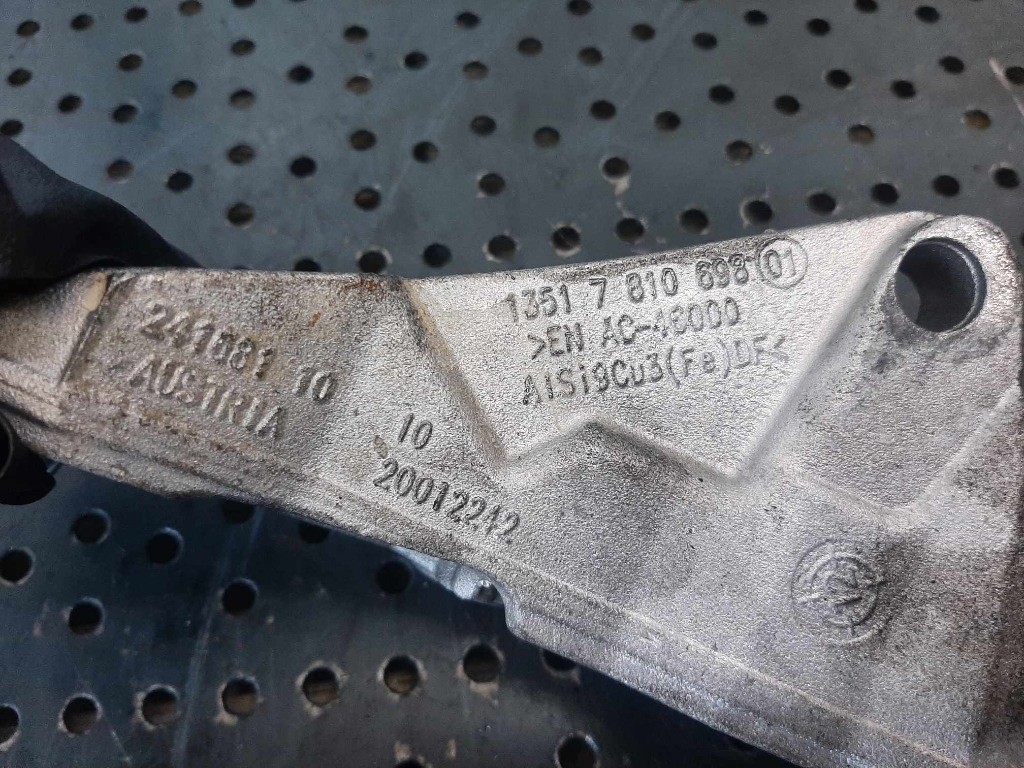 1351 7 810 698 01
>EN AC-46000
AlSi9Cu3(Fe)DF<
241681 10
AUSTRIA
10
20012242